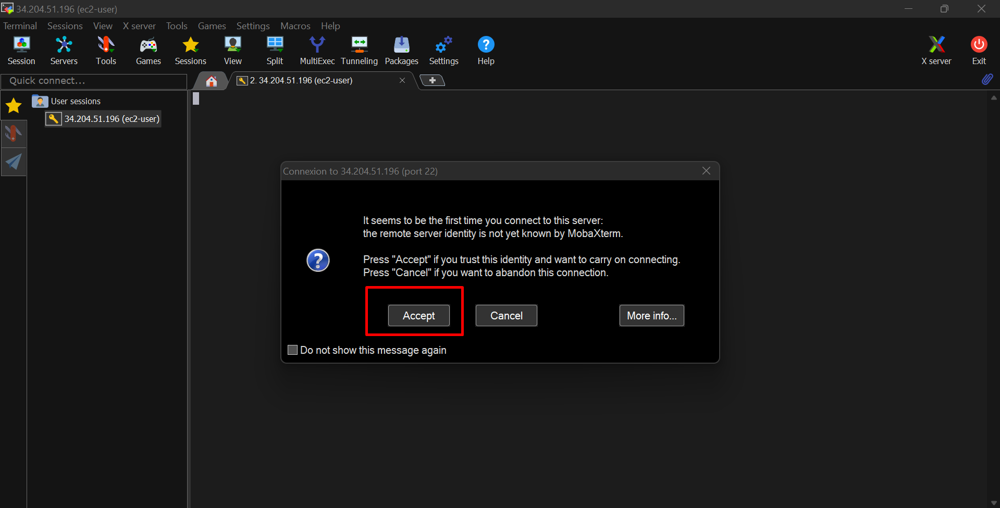 34.204.51.196 (ec2-user)
Terminal Sessions View X server Tools Games Settings Macros Help
Session Servers Tools Games Sessions View Split MultiExec Tunneling Packages Settings Help X server Exit
Quick connect...
2. 34.204.51.196 (ec2-user)
User sessions
34.204.51.196 (ec2-user)
Connexion to 34.204.51.196 (port 22)
It seems to be the first time you connect to this server:
the remote server identity is not yet known by MobaXterm.
Press "Accept" if you trust this identity and want to carry on connecting.
Press "Cancel" if you want to abandon this connection.
Accept Cancel More info...
Do not show this message again